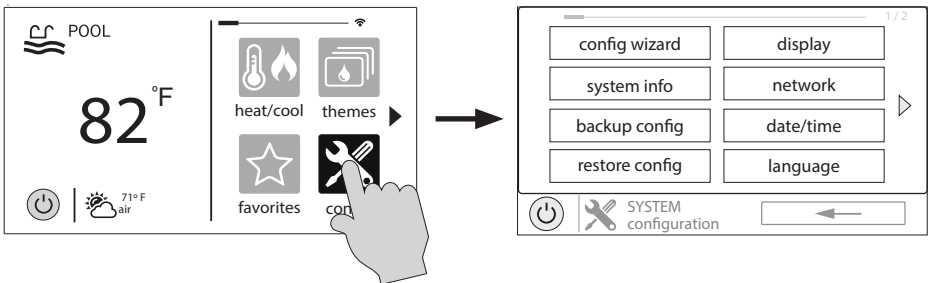 POOL
82°F
71° F
air
heat/cool
themes
favorites
1 / 2
config wizard
display
system info
network
backup config
date/time
restore config
language
SYSTEM
configuration